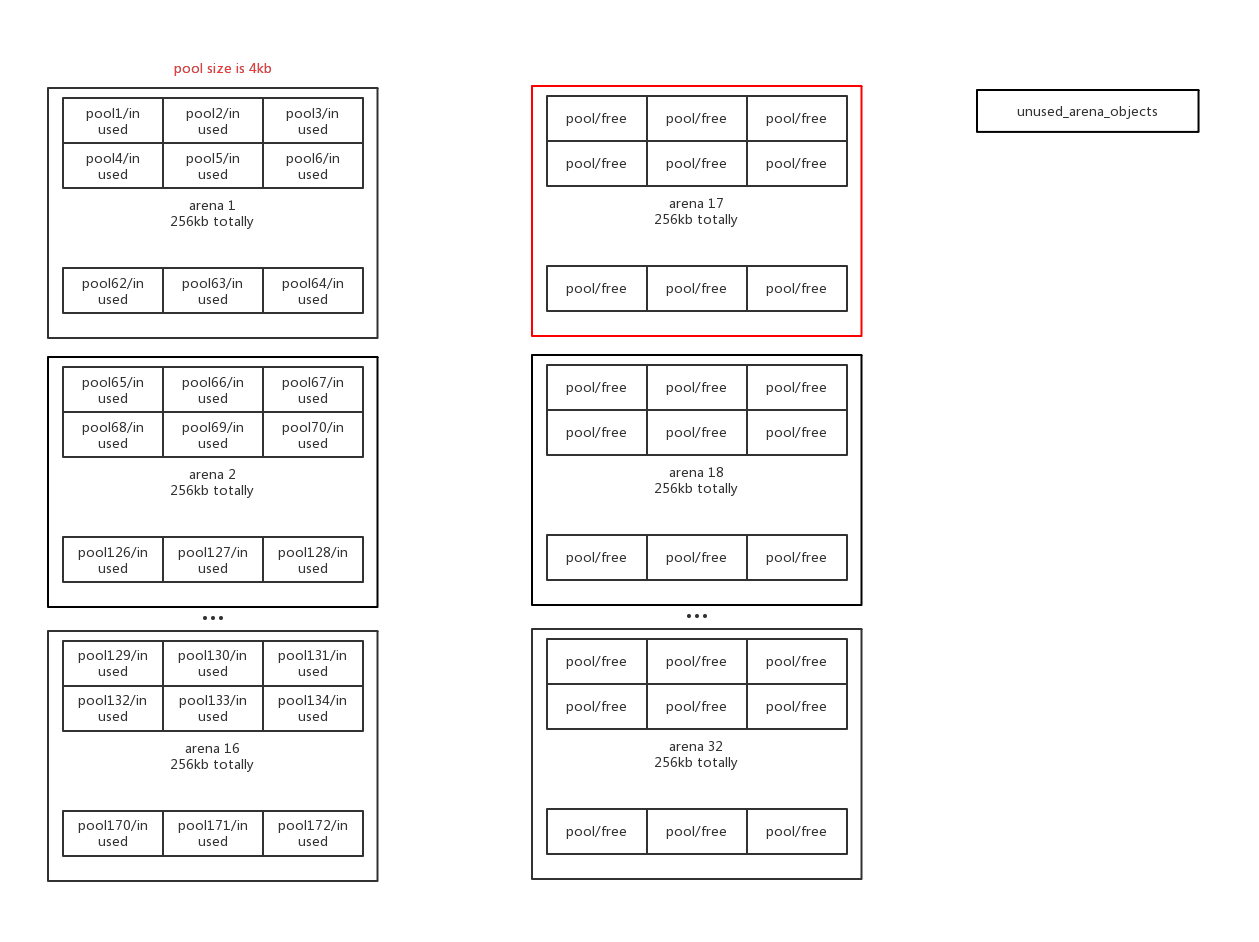 pool size is 4kb
pool1/in used
pool2/in used
pool3/in used
pool4/in used
pool5/in used
pool6/in used
arena 1
256kb totally
pool62/in used
pool63/in used
pool64/in used
pool65/in used
pool66/in used
pool67/in used
pool68/in used
pool69/in used
pool70/in used
arena 2
256kb totally
pool126/in used
pool127/in used
pool128/in used
...
pool129/in used
pool130/in used
pool131/in used
pool132/in used
pool133/in used
pool134/in used
arena 16
256kb totally
pool170/in used
pool171/in used
pool172/in used
pool/free
pool/free
pool/free
pool/free
pool/free
pool/free
arena 17
256kb totally
pool/free
pool/free
pool/free
pool/free
pool/free
pool/free
pool/free
pool/free
pool/free
arena 18
256kb totally
pool/free
pool/free
pool/free
...
pool/free
pool/free
pool/free
pool/free
pool/free
pool/free
arena 32
256kb totally
pool/free
pool/free
pool/free
unused_arena_objects